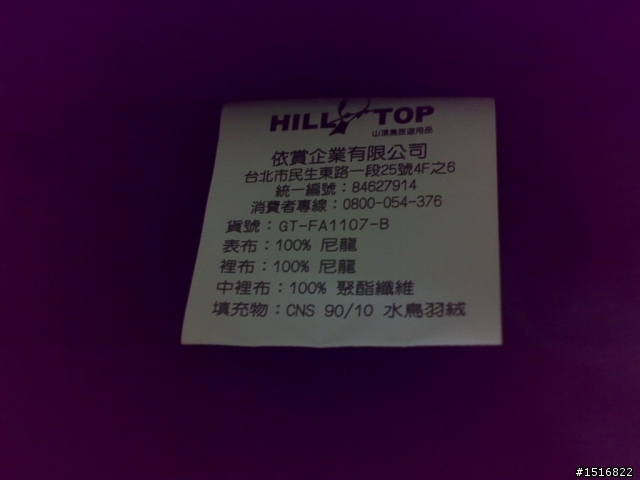 HILL TOP
山頂鳥旅遊用品
依賞企業有限公司
台北市民生東路一段25號4F之6
統一編號：84627914
消費者專線：0800-054-376
貨號：GT-FA1107-B
表布：100% 尼龍
裡布：100% 尼龍
中裡布：100% 聚酯纖維
填充物：CNS 90/10 水鳥羽絨
#1516822